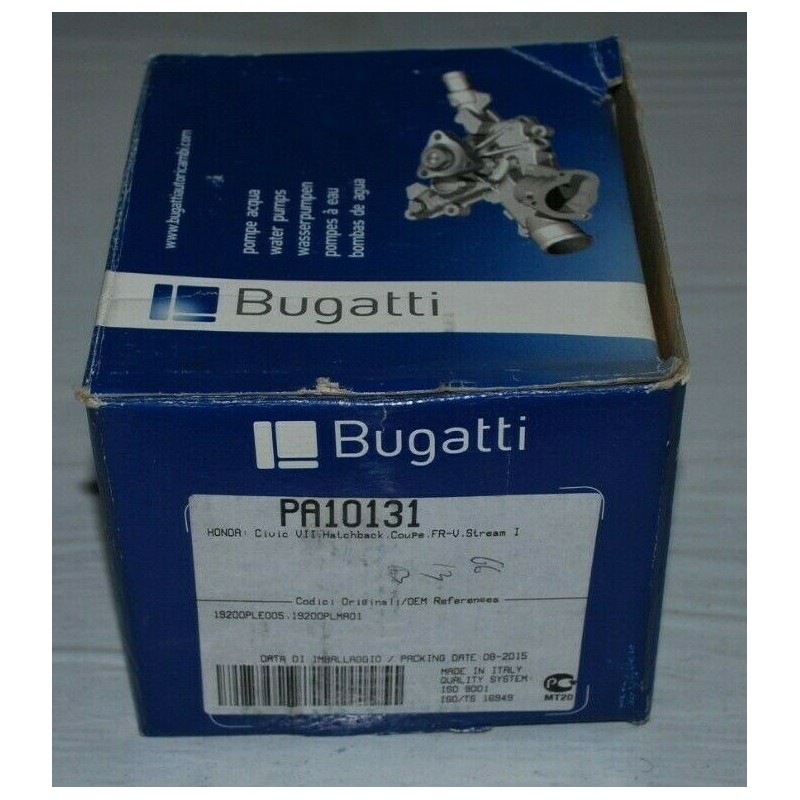 www.bugattiautoricambi.com
pompe acqua
water pumps
wasserpumpen
pompes à eau
bombas de agua
Bugatti
Bugatti
PA10131
HONDA: Civic VII.Hatchback.Coupe.FR-V.Stream I
Codici Originali/OEM References
19200PLE005.19200PLMA01
DATA DI IMBALLAGGIO / PACKING DATE:08-2015
MADE IN ITALY
QUALITY SYSTEM:
ISO 9001
ISO/TS 16949
MT20